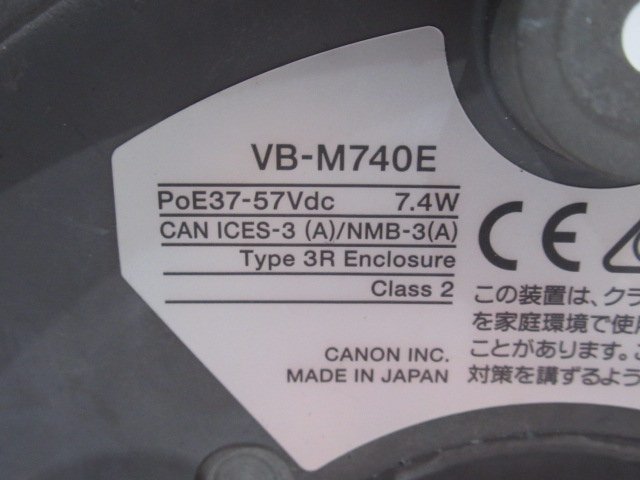 VB-M740E
PoE37-57Vdc 7.4W
CAN ICES-3 (A)/NMB-3(A)
Type 3R Enclosure
Class 2
CANON INC.
MADE IN JAPAN
CE
この装置は、クラ
を家庭環境で使用
ことがあります。こ
対策を講ずるよう